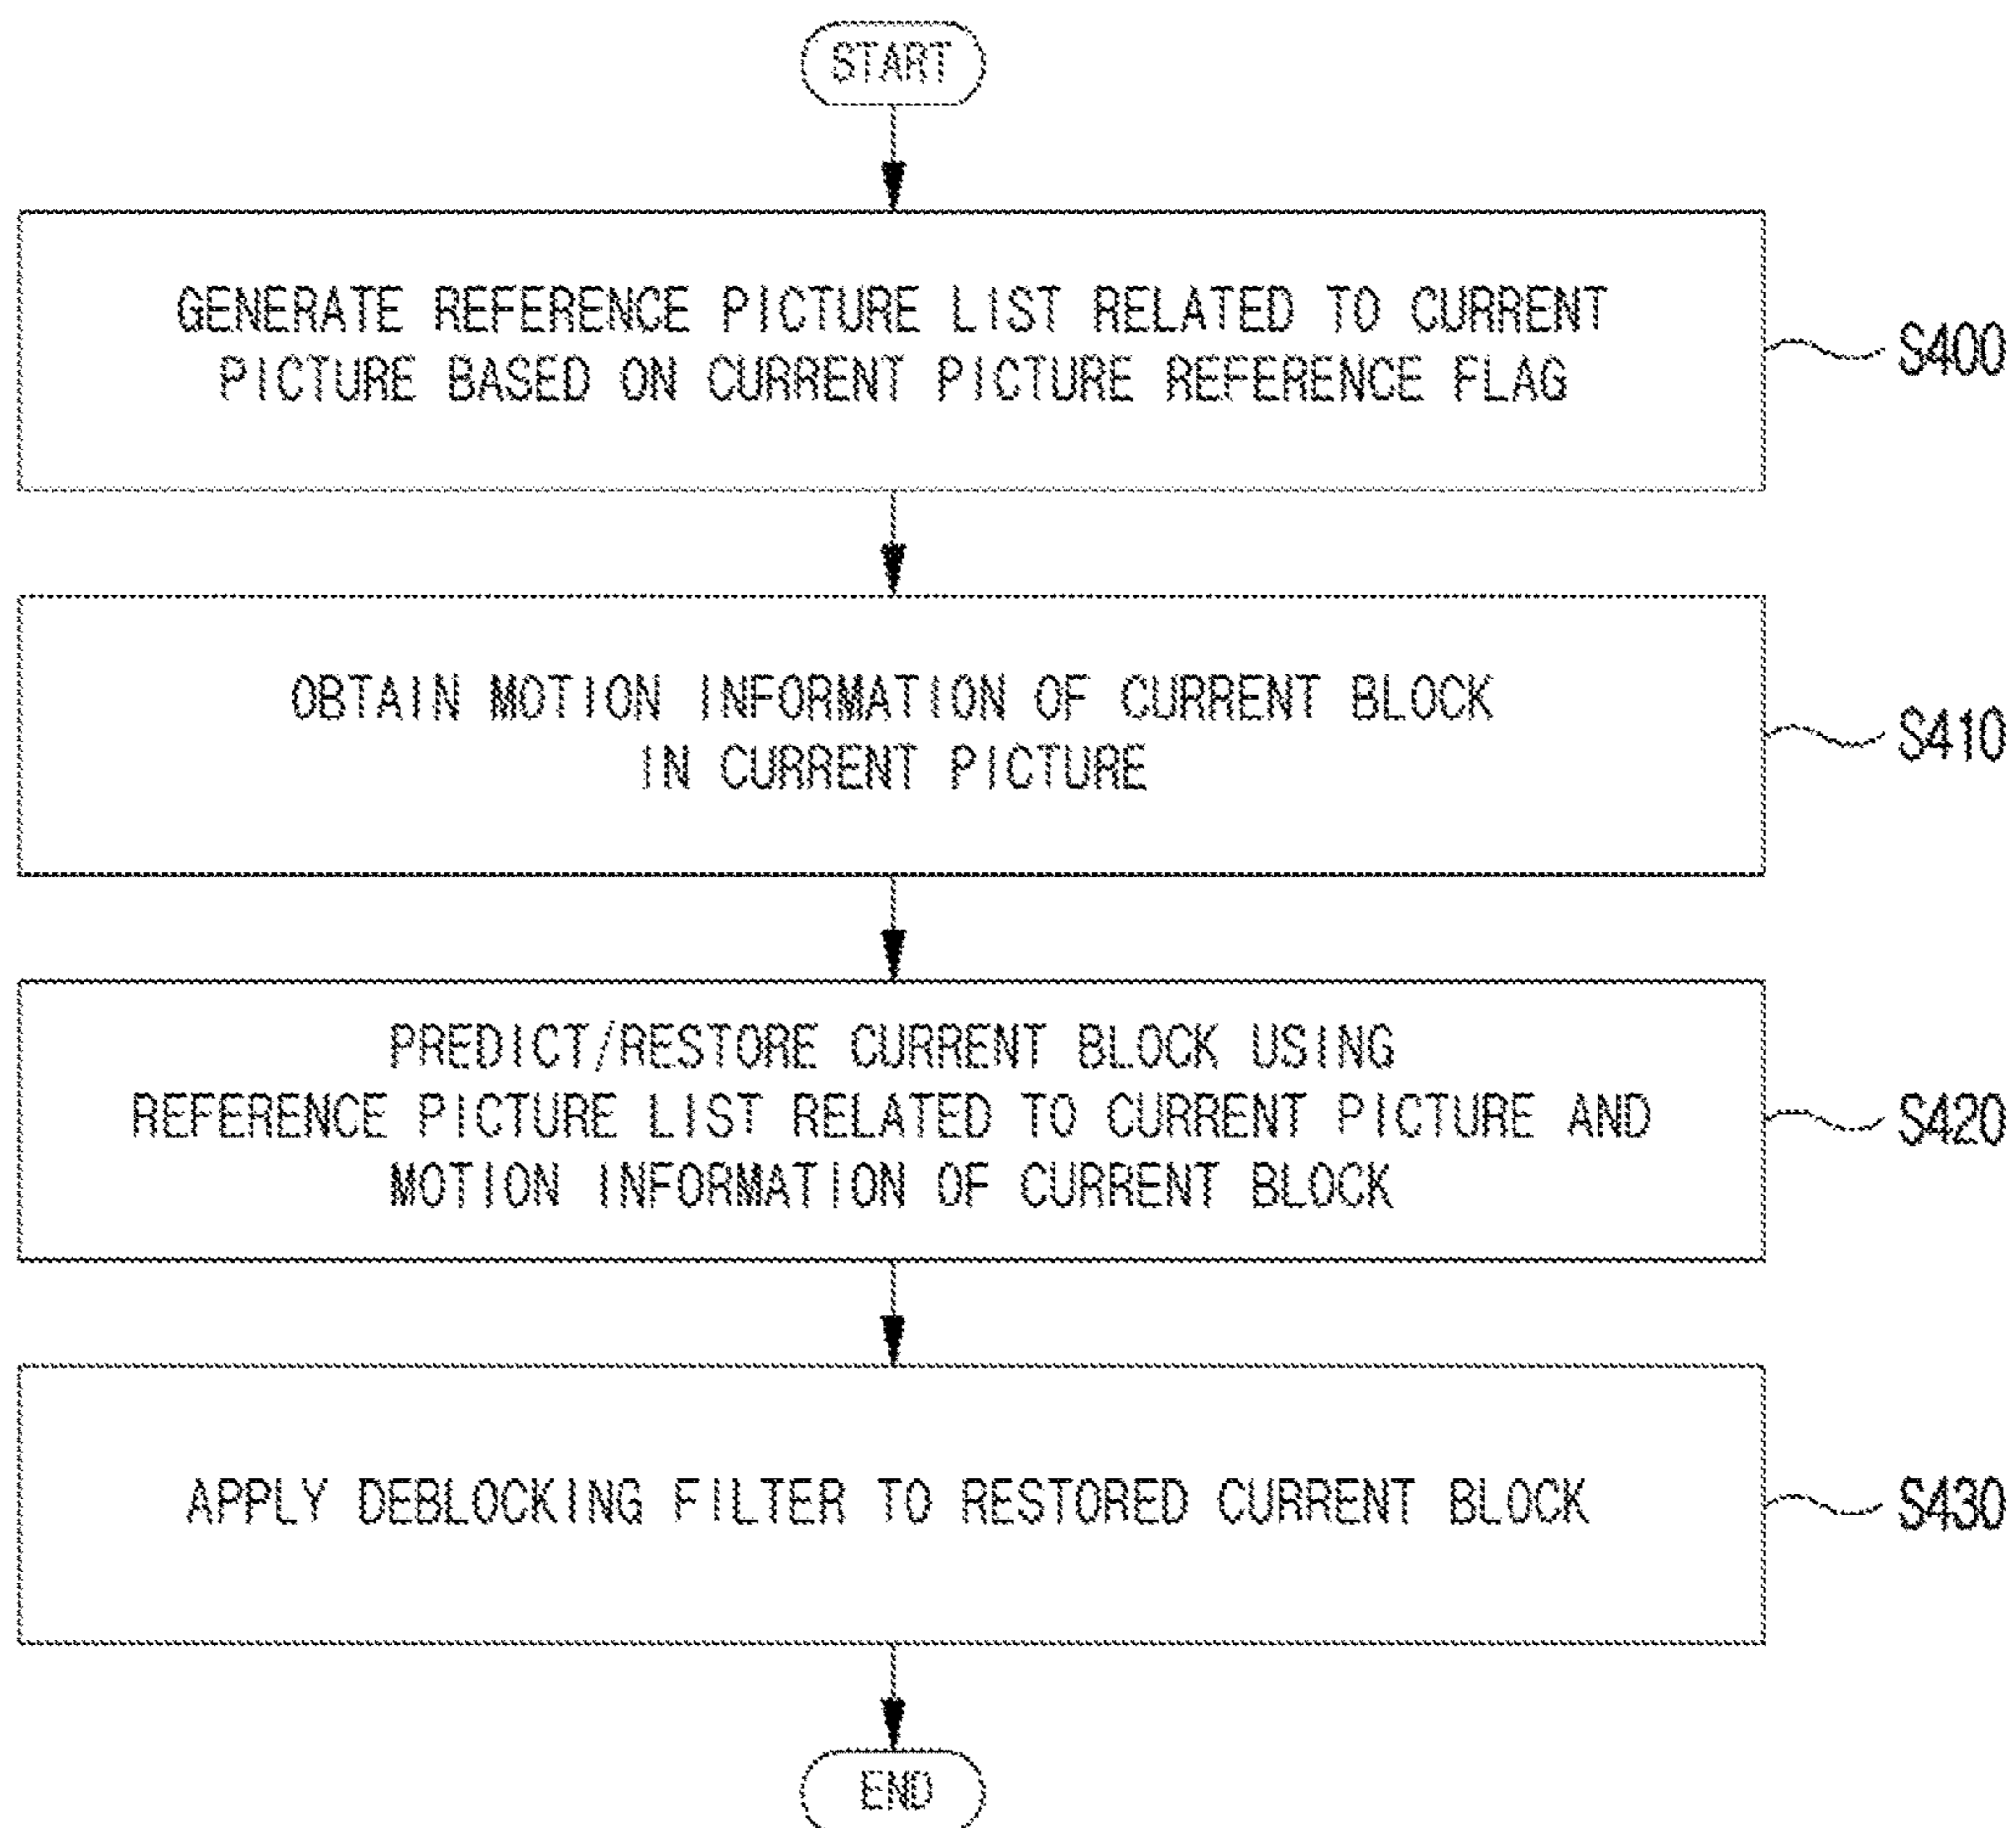 START
GENERATE REFERENCE PICTURE LIST RELATED TO CURRENT
PICTURE BASED ON CURRENT PICTURE REFERENCE FLAG
S400
OBTAIN MOTION INFORMATION OF CURRENT BLOCK
IN CURRENT PICTURE
S410
PREDICT/RESTORE CURRENT BLOCK USING
REFERENCE PICTURE LIST RELATED TO CURRENT PICTURE AND
MOTION INFORMATION OF CURRENT BLOCK
S420
APPLY DEBLOCKING FILTER TO RESTORED CURRENT BLOCK
S430
END